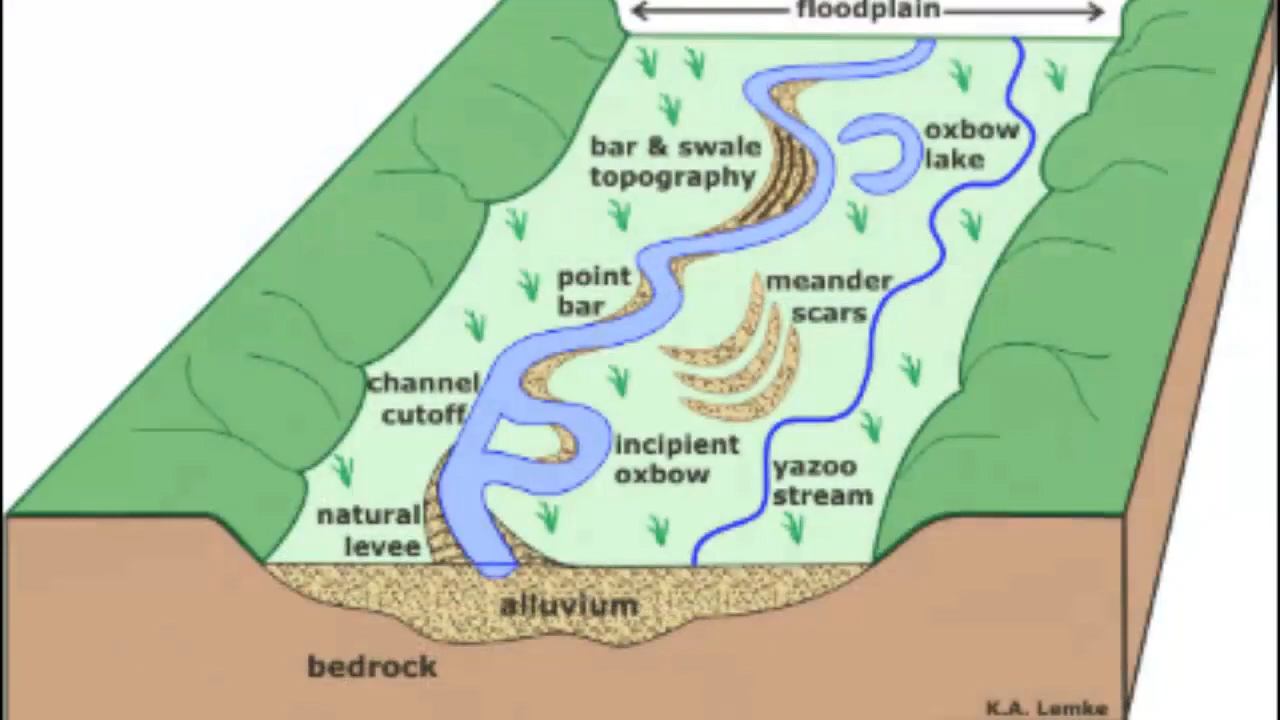 floodplain
oxbow
lake
bar & swale
topography
point
bar
meander
scars
channel
cutoff
incipient
oxbow
yazoo
stream
natural
levee
alluvium
bedrock
K.A. Lemke